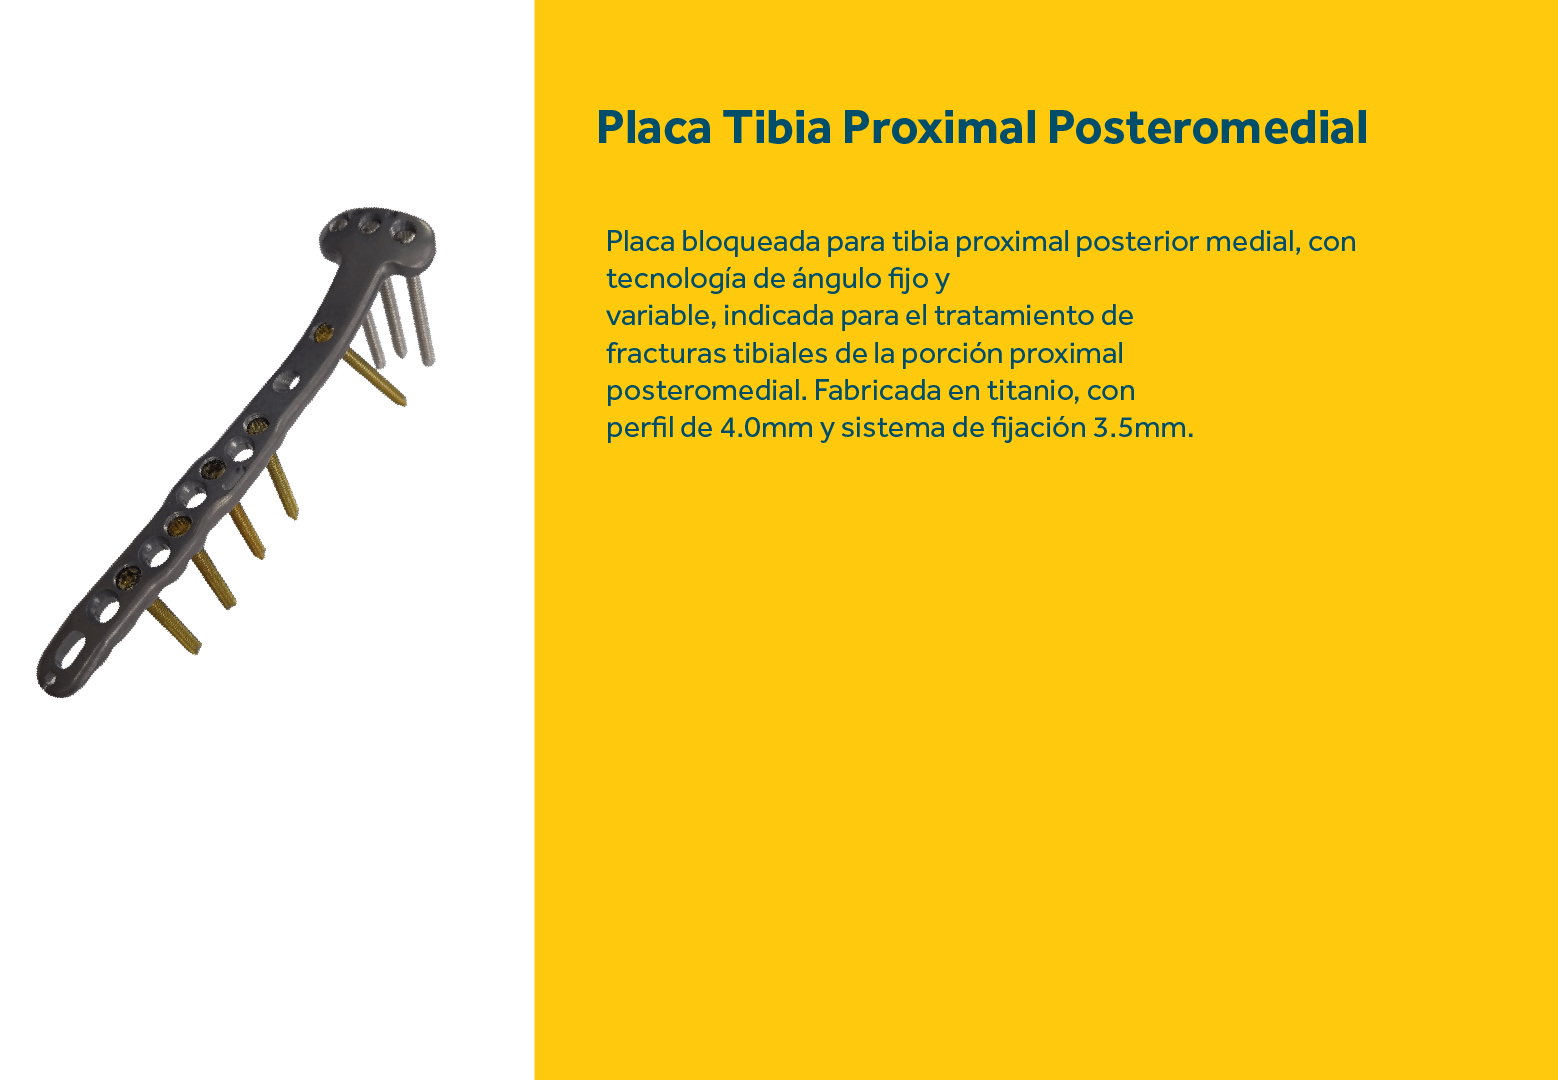 Placa Tibia Proximal Posteromedial
Placa bloqueada para tibia proximal posterior medial, con
tecnología de ángulo fijo y
variable, indicada para el tratamiento de
fracturas tibiales de la porción proximal
posteromedial. Fabricada en titanio, con
perfil de 4.0mm y sistema de fijación 3.5mm.